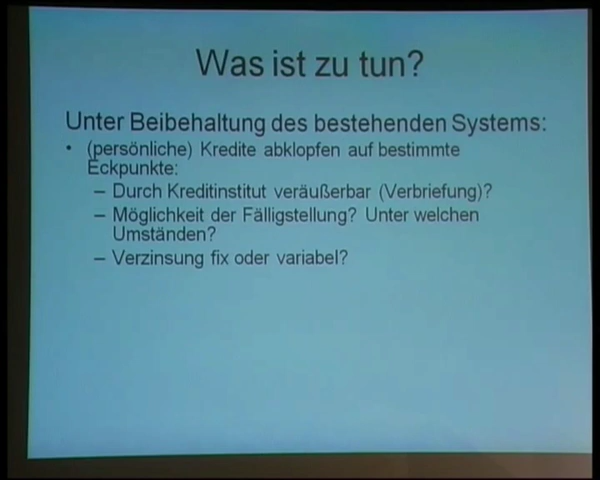 Was ist zu tun?
Unter Beibehaltung des bestehenden Systems:
• (persönliche) Kredite abklopfen auf bestimmte
Eckpunkte:
– Durch Kreditinstitut veräußerbar (Verbriefung)?
– Möglichkeit der Fälligstellung? Unter welchen
Umständen?
– Verzinsung fix oder variabel?